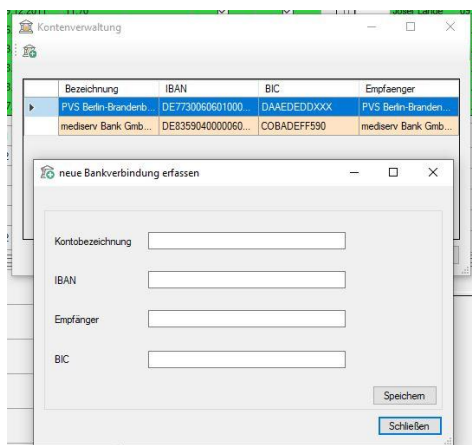 Kontenverwaltung
Bezeichnung IBAN BIC Empfaenger
PVS Berlin-Brandenb... DE7730060601000... DAAEDEDDXXX PVS Berlin-Branden...
mediserv Bank Gmb... DE8359040000060... COBADEFF590 mediserv Bank Gmb...
neue Bankverbindung erfassen
Kontobezeichnung
IBAN
Empfänger
BIC
Speichern
Schließen